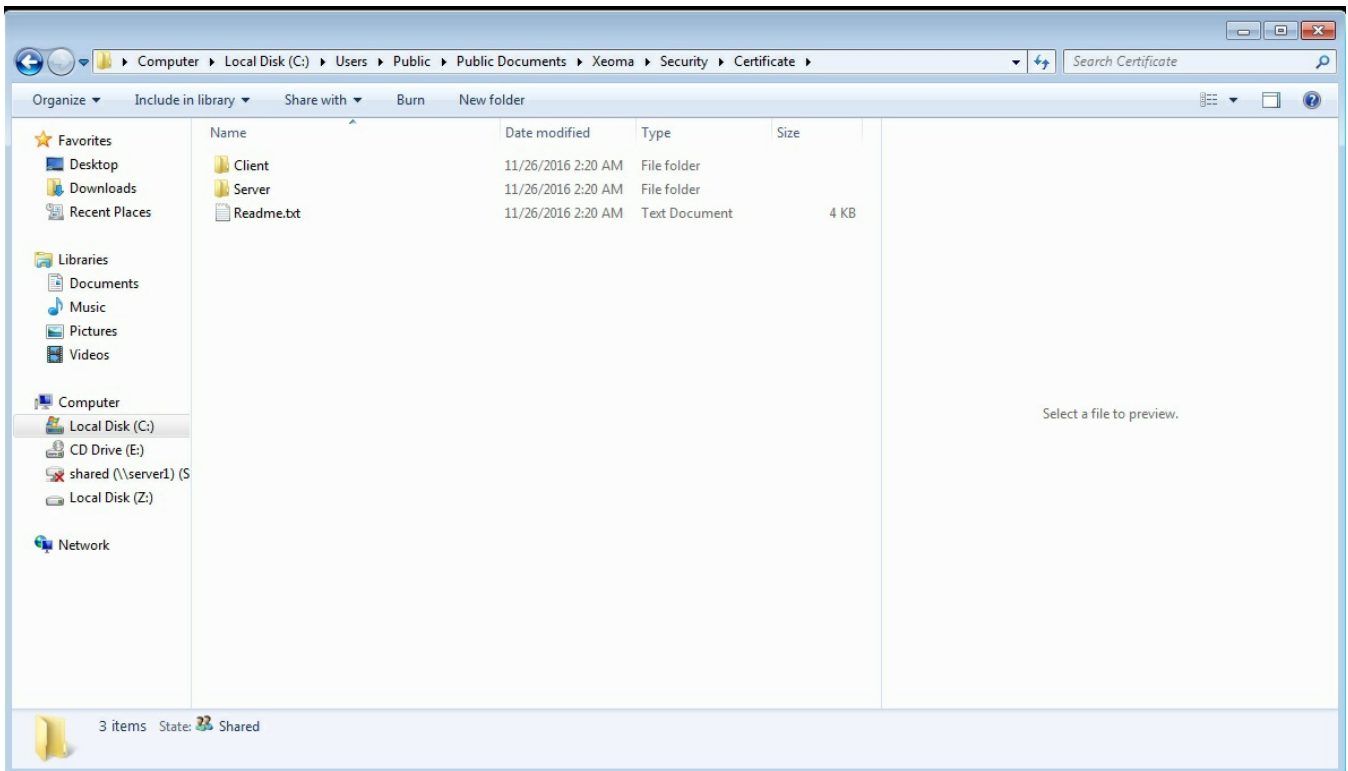 Computer Local Disk (C:) Users Public Public Documents Xeoma Security Certificate
Search Certificate
Organize Include in library Share with Burn New folder
Favorites
Desktop
Downloads
Recent Places
Libraries
Documents
Music
Pictures
Videos
Computer
Local Disk (C:)
CD Drive (E:)
shared (\\server1) (S
Local Disk (Z:)
Network
Name Date modified Type Size
Client 11/26/2016 2:20 AM File folder
Server 11/26/2016 2:20 AM File folder
Readme.txt 11/26/2016 2:20 AM Text Document 4 KB
Select a file to preview.
3 items State: Shared